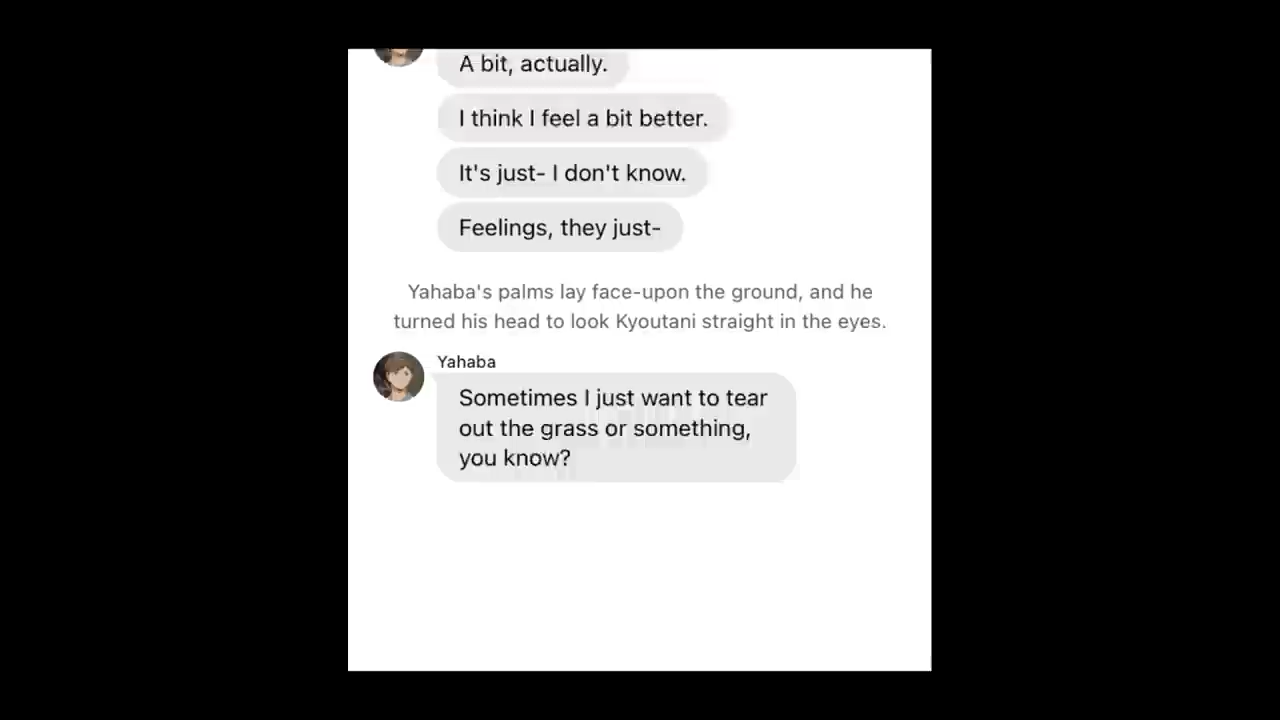 A bit, actually.
I think I feel a bit better.
It's just- I don't know.
Feelings, they just-
Yahaba's palms lay face-upon the ground, and he
turned his head to look Kyoutani straight in the eyes.
Yahaba
Sometimes I just want to tear
out the grass or something,
you know?